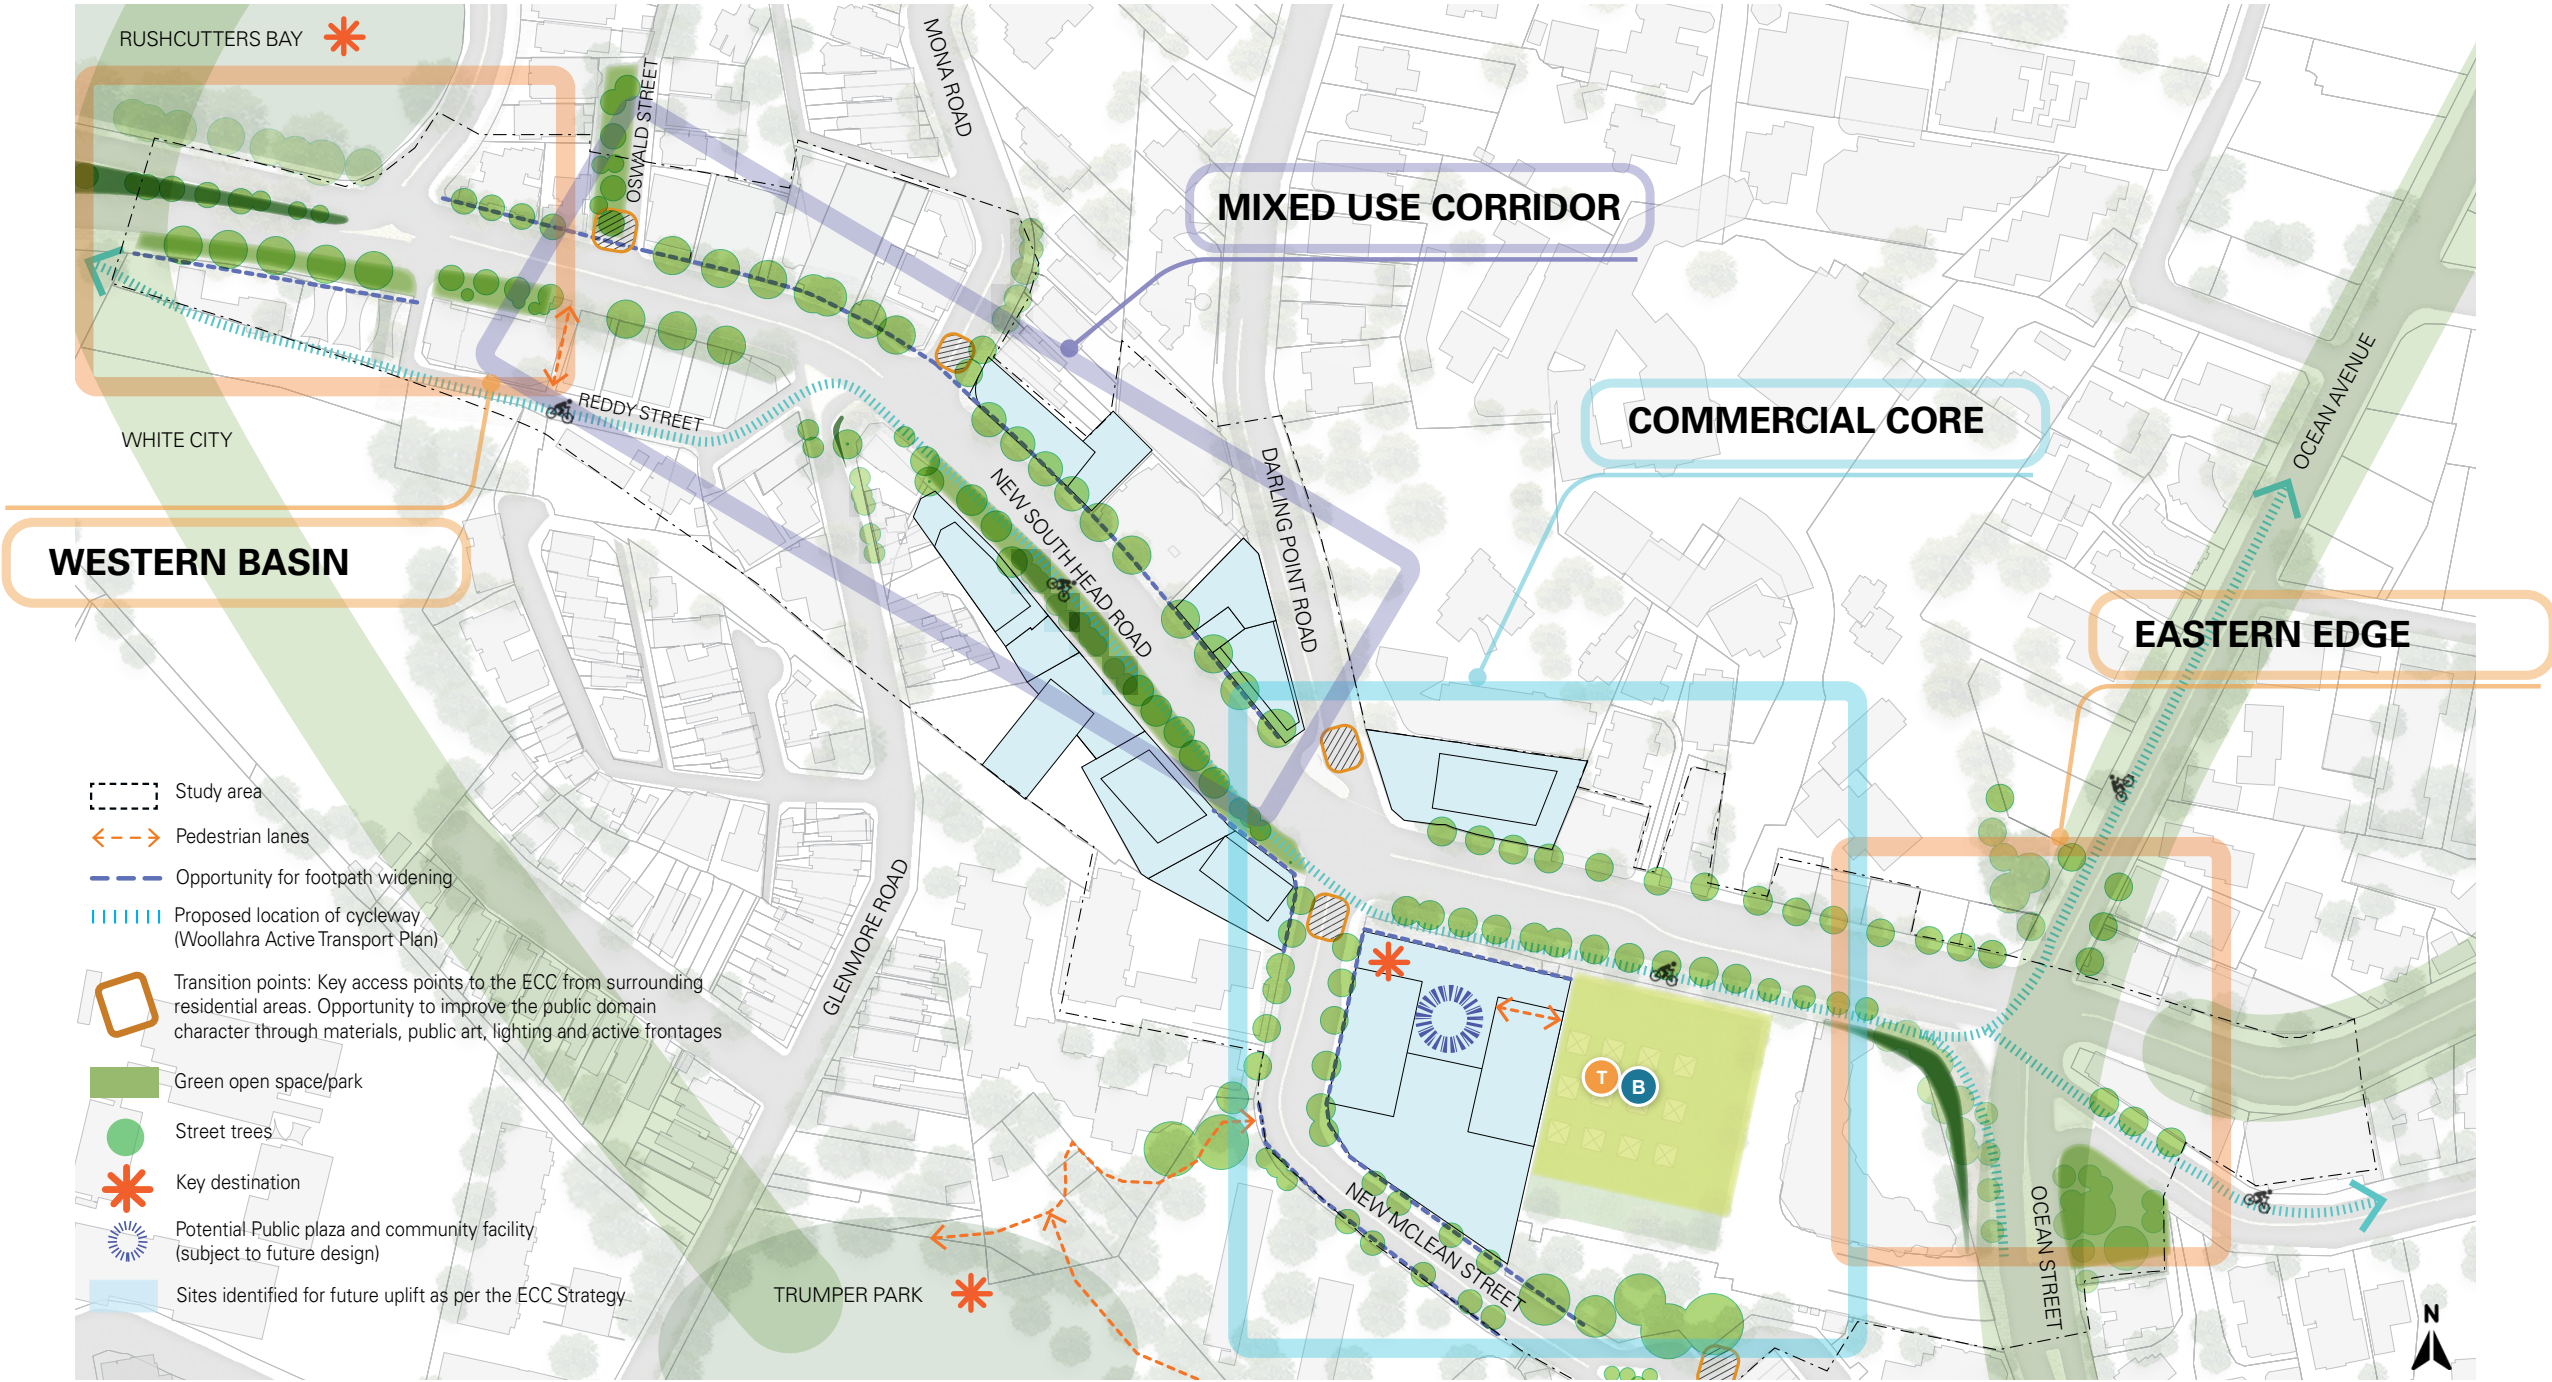 RUSHCUTTERS BAY
OSWALD STREET
MONA ROAD
MIXED USE CORRIDOR
REDDY STREET
WHITE CITY
COMMERCIAL CORE
OCEAN AVENUE
WESTERN BASIN
NEW SOUTH HEAD ROAD
DARLING POINT ROAD
EASTERN EDGE
GLENMORE ROAD
T
B
NEW MCLEAN STREET
OCEAN STREET
TRUMPER PARK
N
Study area
Pedestrian lanes
Opportunity for footpath widening
Proposed location of cycleway
(Woollahra Active Transport Plan)
Transition points: Key access points to the ECC from surrounding
residential areas. Opportunity to improve the public domain
character through materials, public art, lighting and active frontages
Green open space/park
Street trees
Key destination
Potential Public plaza and community facility
(subject to future design)
Sites identified for future uplift as per the ECC Strategy